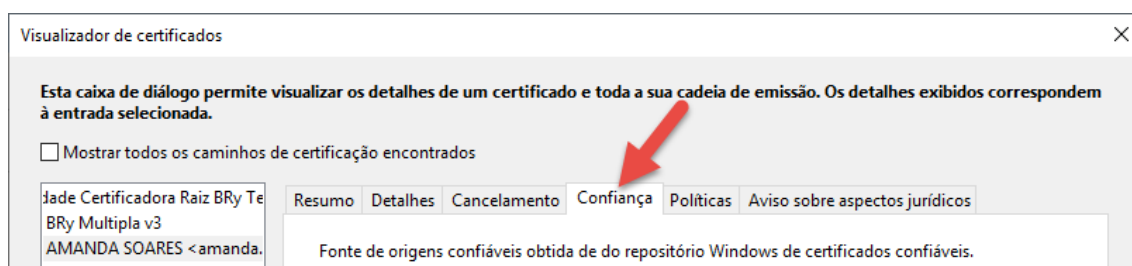 Visualizador de certificados
Esta caixa de diálogo permite visualizar os detalhes de um certificado e toda a sua cadeia de emissão. Os detalhes exibidos correspondem
à entrada selecionada.
Mostrar todos os caminhos de certificação encontrados
dade Certificadora Raiz BRy Te
Resumo Detalhes Cancelamento Confiança Políticas Aviso sobre aspectos jurídicos
BRy Multipla v3
AMANDA SOARES <amanda.
Fonte de origens confiáveis obtida de do repositório Windows de certificados confiáveis.